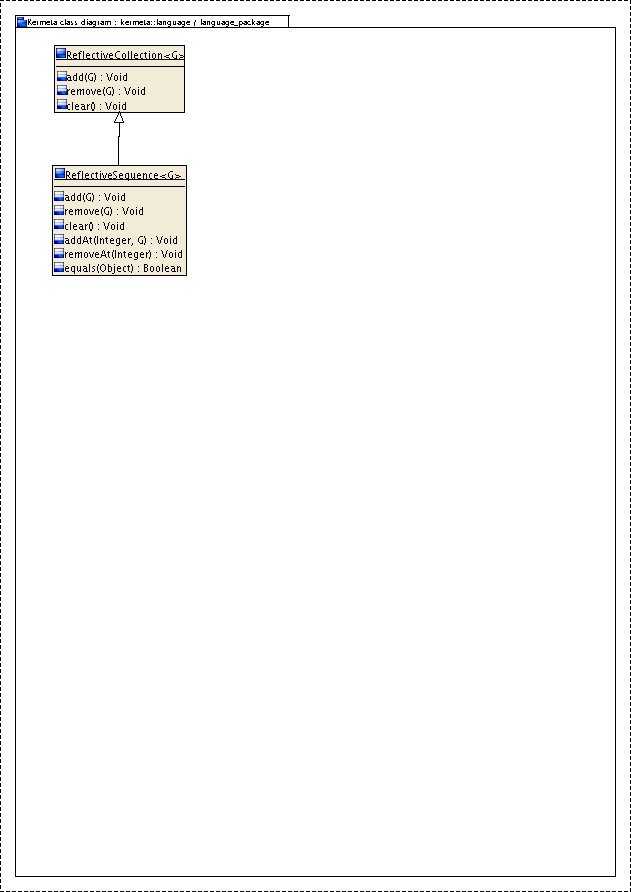 Kermeta class diagram : kermeta::language / language_package
ReflectiveCollection<G>
add(G) : Void
remove(G) : Void
clear() : Void
ReflectiveSequence<G>
add(G) : Void
remove(G) : Void
clear() : Void
addAt(Integer, G) : Void
removeAt(Integer) : Void
equals(Object) : Boolean